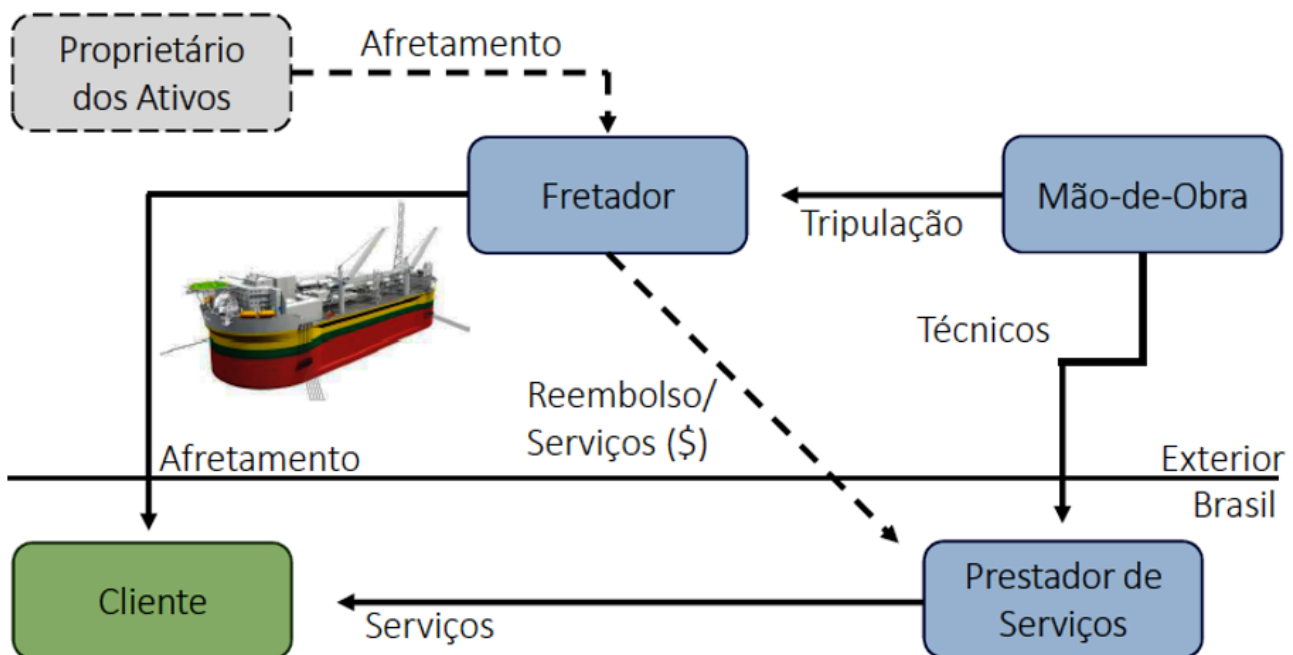 Proprietário
dos Ativos
Afretamento
Fretador
Mão-de-Obra
Tripulação
Técnicos
Reembolso/
Serviços ($)
Afretamento
Exterior
Brasil
Cliente
Serviços
Prestador de
Serviços